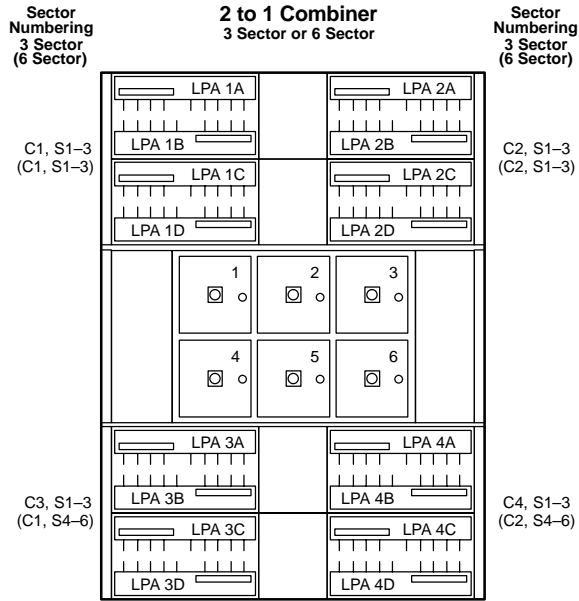 Sector
Numbering
3 Sector
(6 Sector)
2 to 1 Combiner
3 Sector or 6 Sector
Sector
Numbering
3 Sector
(6 Sector)
LPA 1A
LPA 2A
LPA 1B
LPA 2B
C1, S1–3
(C1, S1–3)
C2, S1–3
(C2, S1–3)
LPA 1C
LPA 2C
LPA 1D
LPA 2D
1
2
3
4
5
6
LPA 3A
LPA 4A
LPA 3B
LPA 4B
C3, S1–3
(C1, S4–6)
C4, S1–3
(C2, S4–6)
LPA 3C
LPA 4C
LPA 3D
LPA 4D